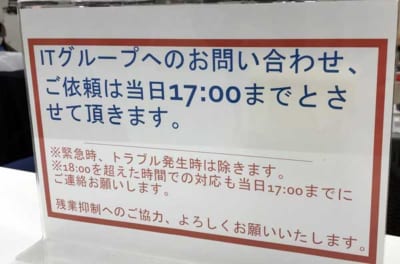 ITグループへのお問い合わせ、
ご依頼は当日17:00までとさ
せて頂きます。
※緊急時、トラブル発生時は除きます。
※18:00を超えた時間での対応も当日17:00までに
ご連絡お願いします。
残業抑制へのご協力、よろしくお願いいたします。